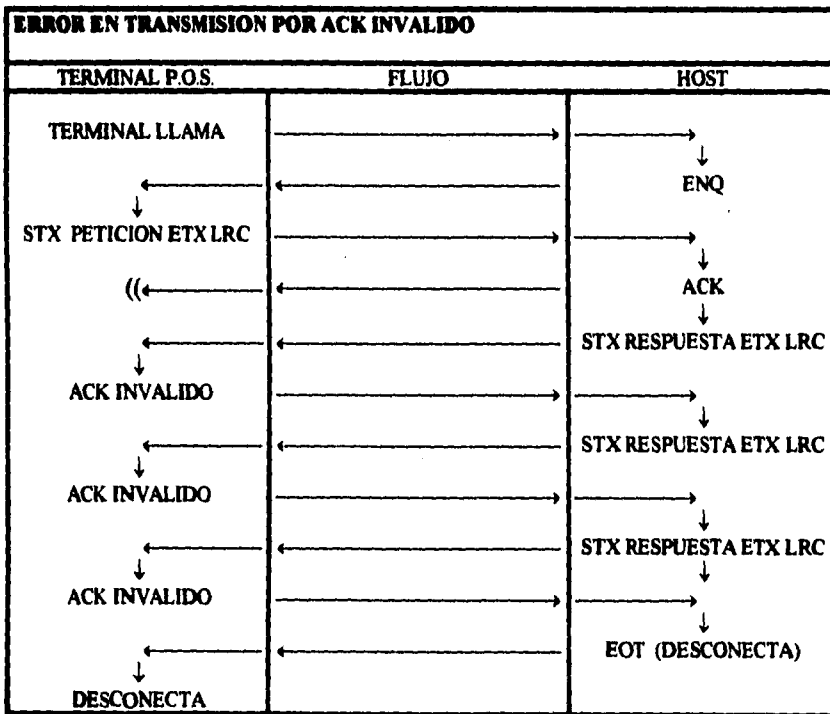 ERROR EN TRANSMISION POR ACK INVALIDO
TERMINAL P.O.S. FLUJO HOST
TERMINAL LLAMA
ENQ
STX PETICION ETX LRC
((
ACK
STX RESPUESTA ETX LRC
ACK INVALIDO
STX RESPUESTA ETX LRC
ACK INVALIDO
STX RESPUESTA ETX LRC
ACK INVALIDO
EOT (DESCONECTA)
DESCONECTA